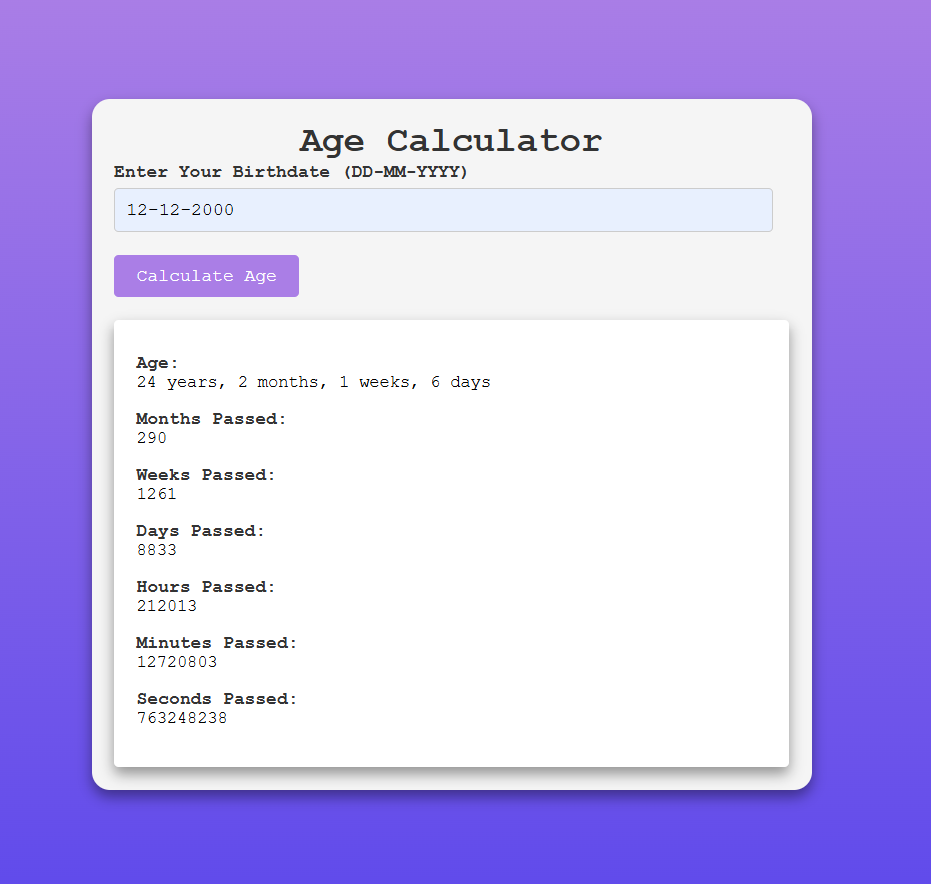 Age Calculator
Enter Your Birthdate (DD-MM-YYYY)
12-12-2000
Calculate Age
Age:
24 years, 2 months, 1 weeks, 6 days
Months Passed:
290
Weeks Passed:
1261
Days Passed:
8833
Hours Passed:
212013
Minutes Passed:
12720803
Seconds Passed:
763248238